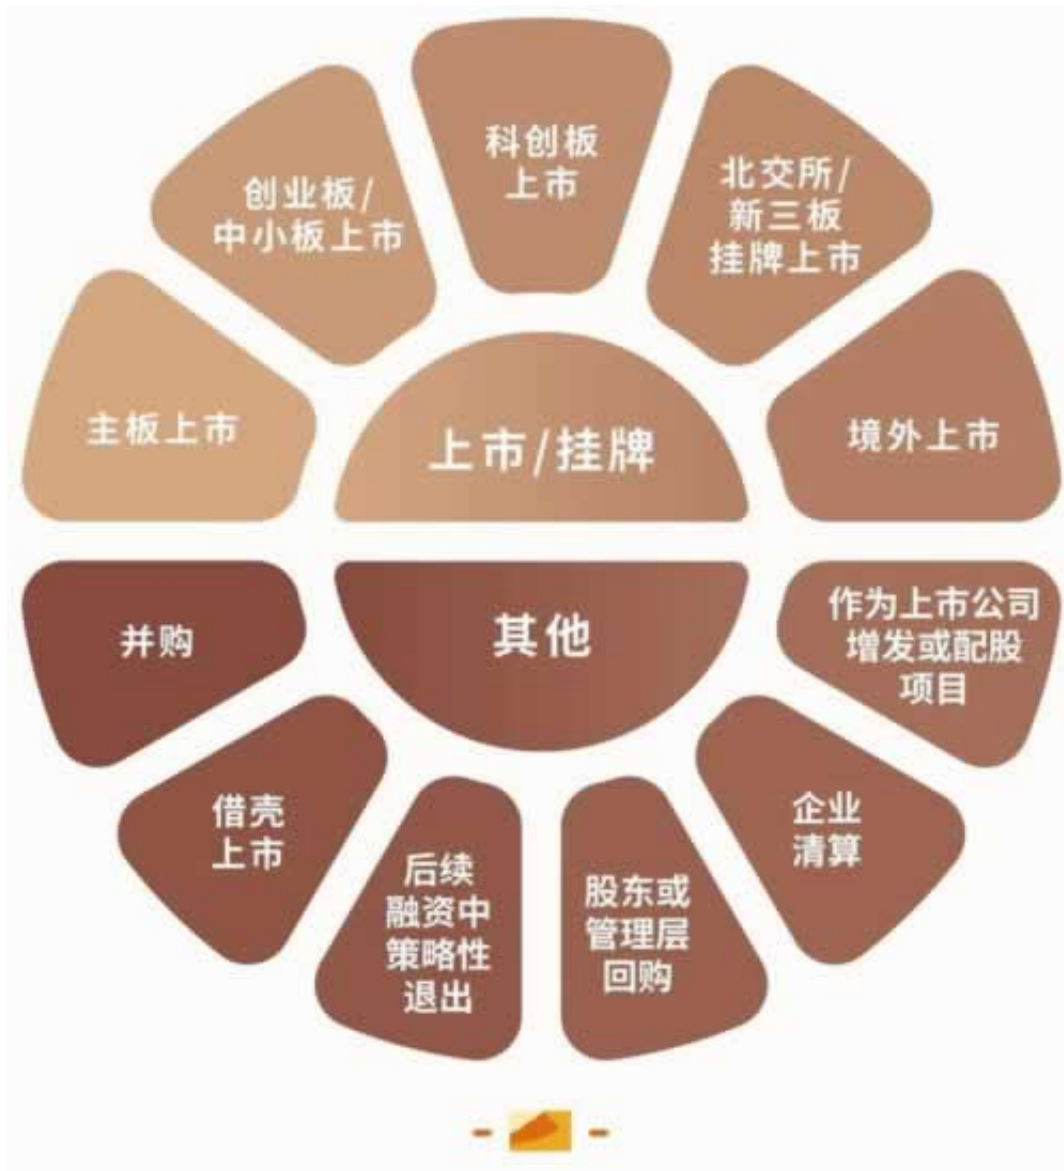 科创板
上市
创业板/
中小板上市
北交所/
新三板
挂牌上市
主板上市
上市/挂牌
境外上市
并购
其他
作为上市公司
增发或配股
项目
借壳
上市
后续
融资中
策略性
退出
股东或
管理层
回购
企业
清算